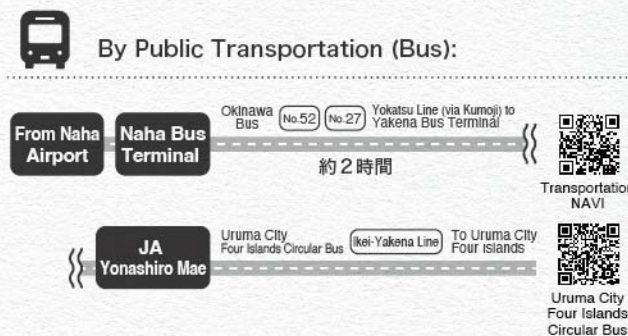 By Public Transportation (Bus):
From Naha
Airport
Naha Bus
Terminal
Okinawa
Bus
No.52
No.27
Yokatsu Line (via Kumoji) to
Yakena Bus Terminal
約2時間
Transportation
NAVI
JA
Yonashiro Mae
Uruma City
Four Islands Circular Bus
Ikei-Yakena Line
To Uruma City
Four Islands
Uruma City
Four Islands
Circular Bus